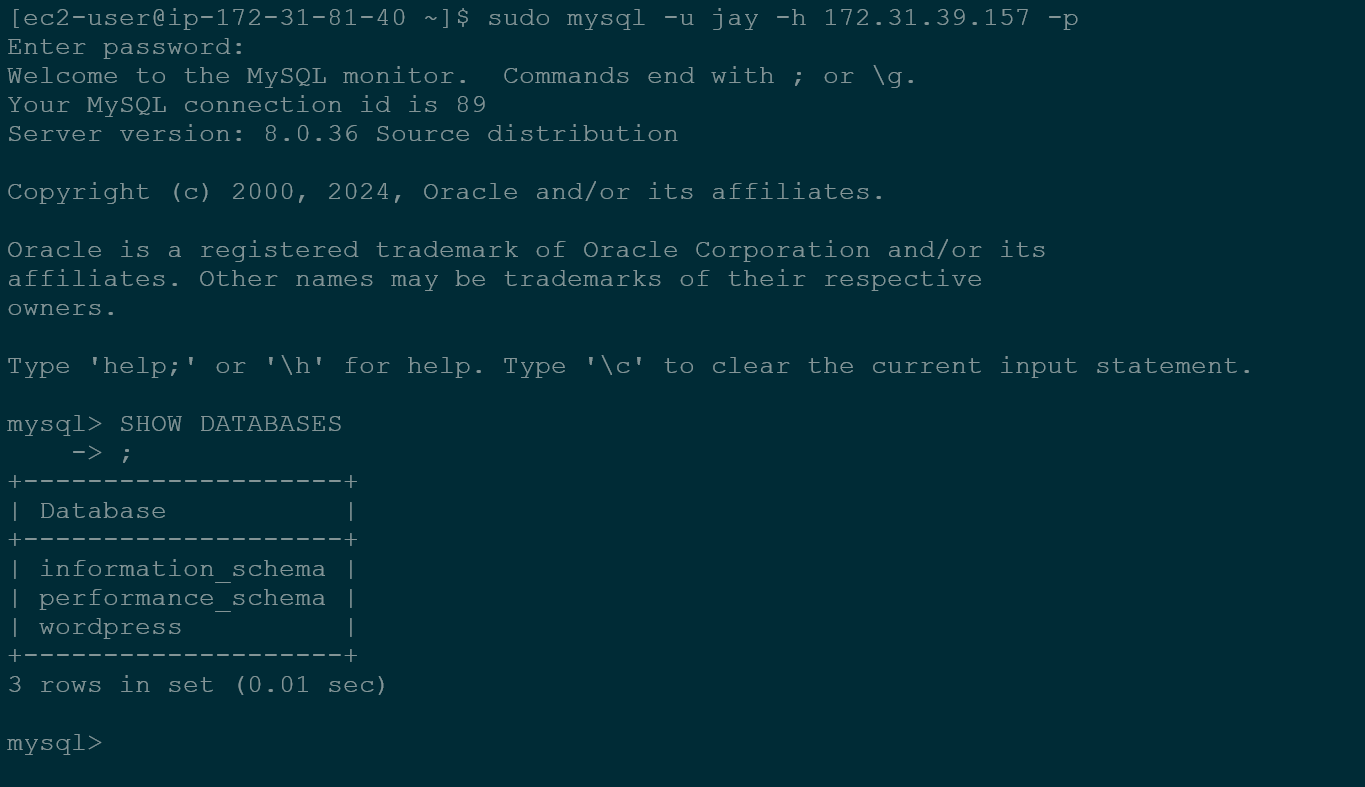 [ec2-user@ip-172-31-81-40 ~]$ sudo mysql -u jay -h 172.31.39.157 -p
Enter password:
Welcome to the MySQL monitor.  Commands end with ; or \g.
Your MySQL connection id is 89
Server version: 8.0.36 Source distribution

Copyright (c) 2000, 2024, Oracle and/or its affiliates.

Oracle is a registered trademark of Oracle Corporation and/or its
affiliates. Other names may be trademarks of their respective
owners.

Type 'help;' or '\h' for help. Type '\c' to clear the current input statement.

mysql> SHOW DATABASES
    -> ;
+--------------------+
| Database           |
+--------------------+
| information_schema |
| performance_schema |
| wordpress          |
+--------------------+
3 rows in set (0.01 sec)

mysql>